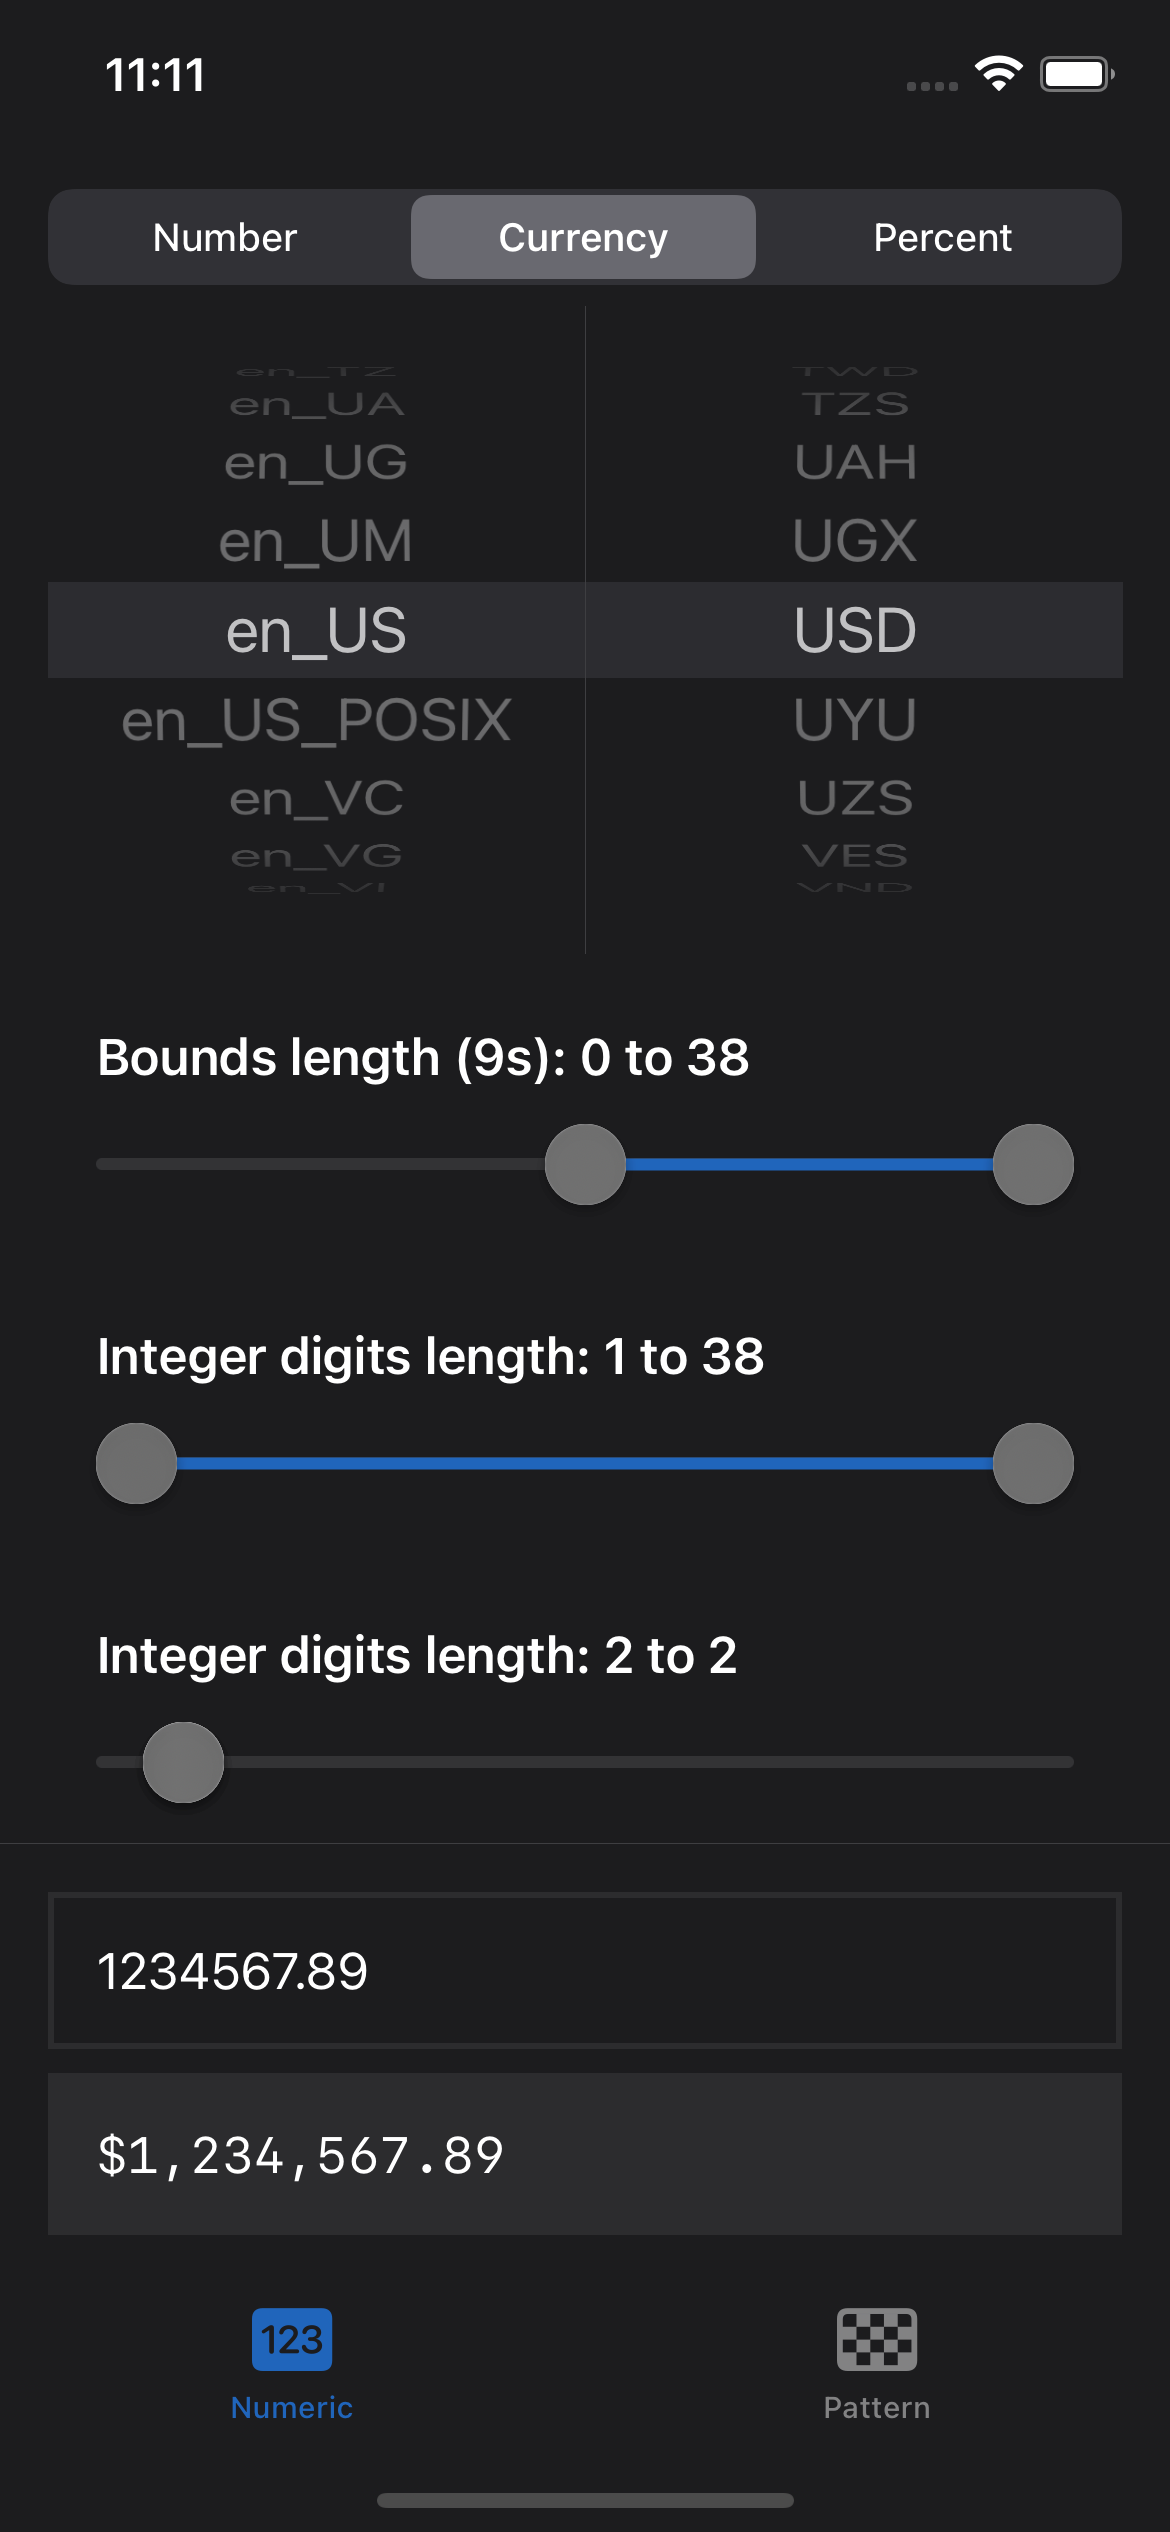 11:11
Number Currency Percent
en_TZ TWD
en_UA TZS
en_UG UAH
en_UM UGX
en_US USD
en_US_POSIX UYU
en_VC UZS
en_VG VES
en_VI VND
Bounds length (9s): 0 to 38
Integer digits length: 1 to 38
Integer digits length: 2 to 2
1234567.89
$1,234,567.89
123
Numeric Pattern